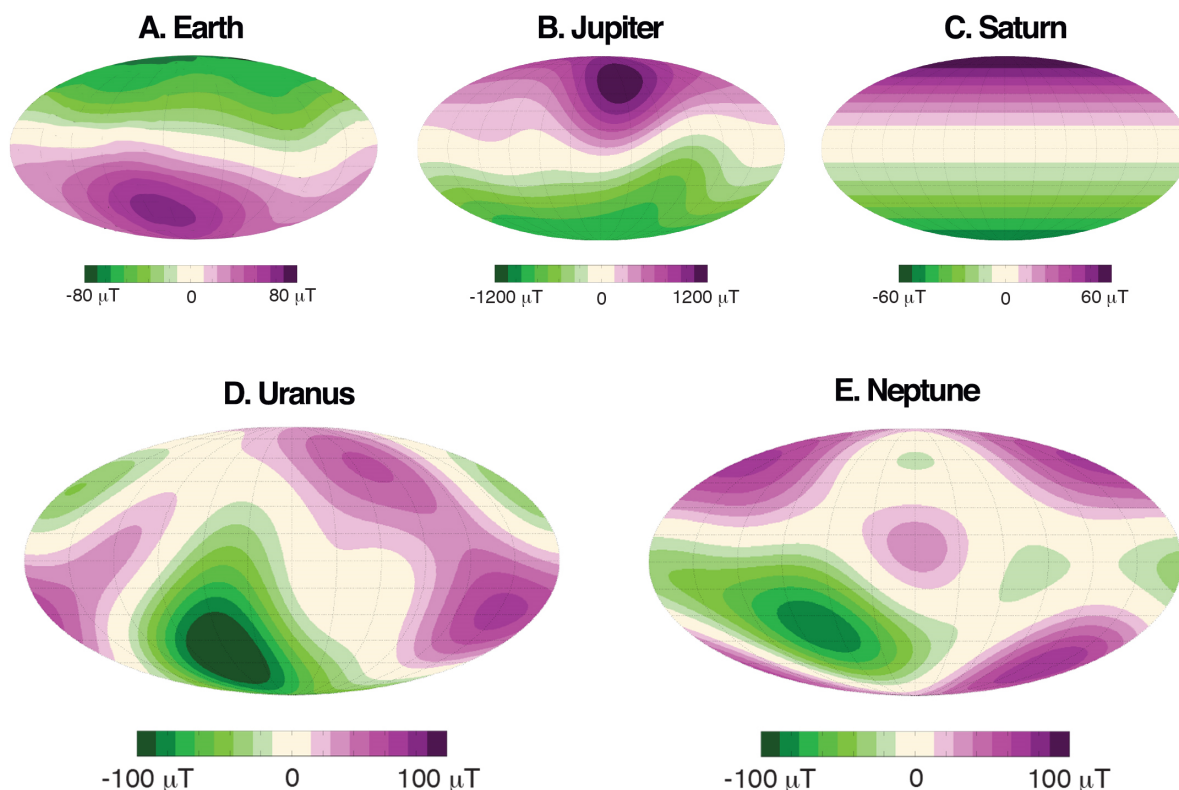 A. Earth
B. Jupiter
C. Saturn
-80 μT 0 80 μT
-1200 μT 0 1200 μT
-60 μT 0 60 μT
D. Uranus
E. Neptune
-100 μT 0 100 μT
-100 μT 0 100 μT